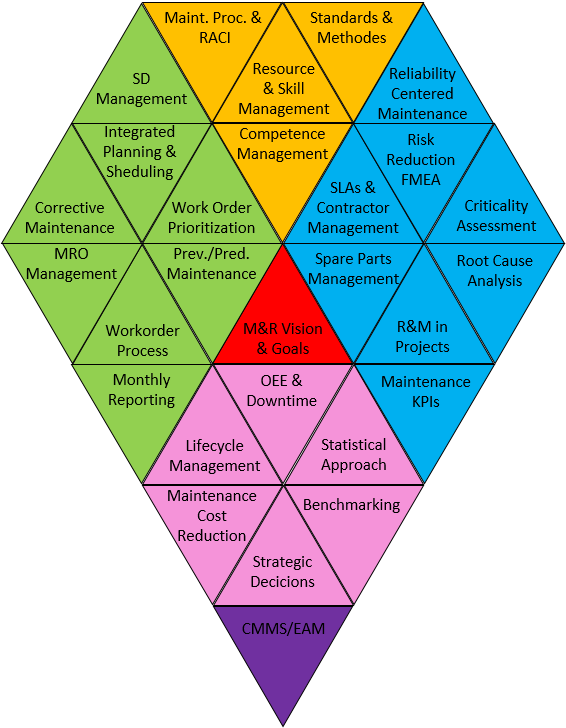 Maint. Proc. &
RACI
Standards &
Methodes
SD
Management
Resource
& Skill
Management
Reliability
Centered
Maintenance
Integrated
Planning &
Sheduling
Competence
Management
Risk
Reduction
FMEA
Corrective
Maintenance
Work Order
Prioritization
SLAs &
Contractor
Management
Criticality
Assessment
MRO
Management
Prev./Pred.
Maintenance
Spare Parts
Management
Root Cause
Analysis
Workorder
Process
M&R Vision
& Goals
R&M in
Projects
Monthly
Reporting
OEE &
Downtime
Maintenance
KPIs
Lifecycle
Management
Statistical
Approach
Maintenance
Cost
Reduction
Benchmarking
Strategic
Decicions
CMMS/EAM